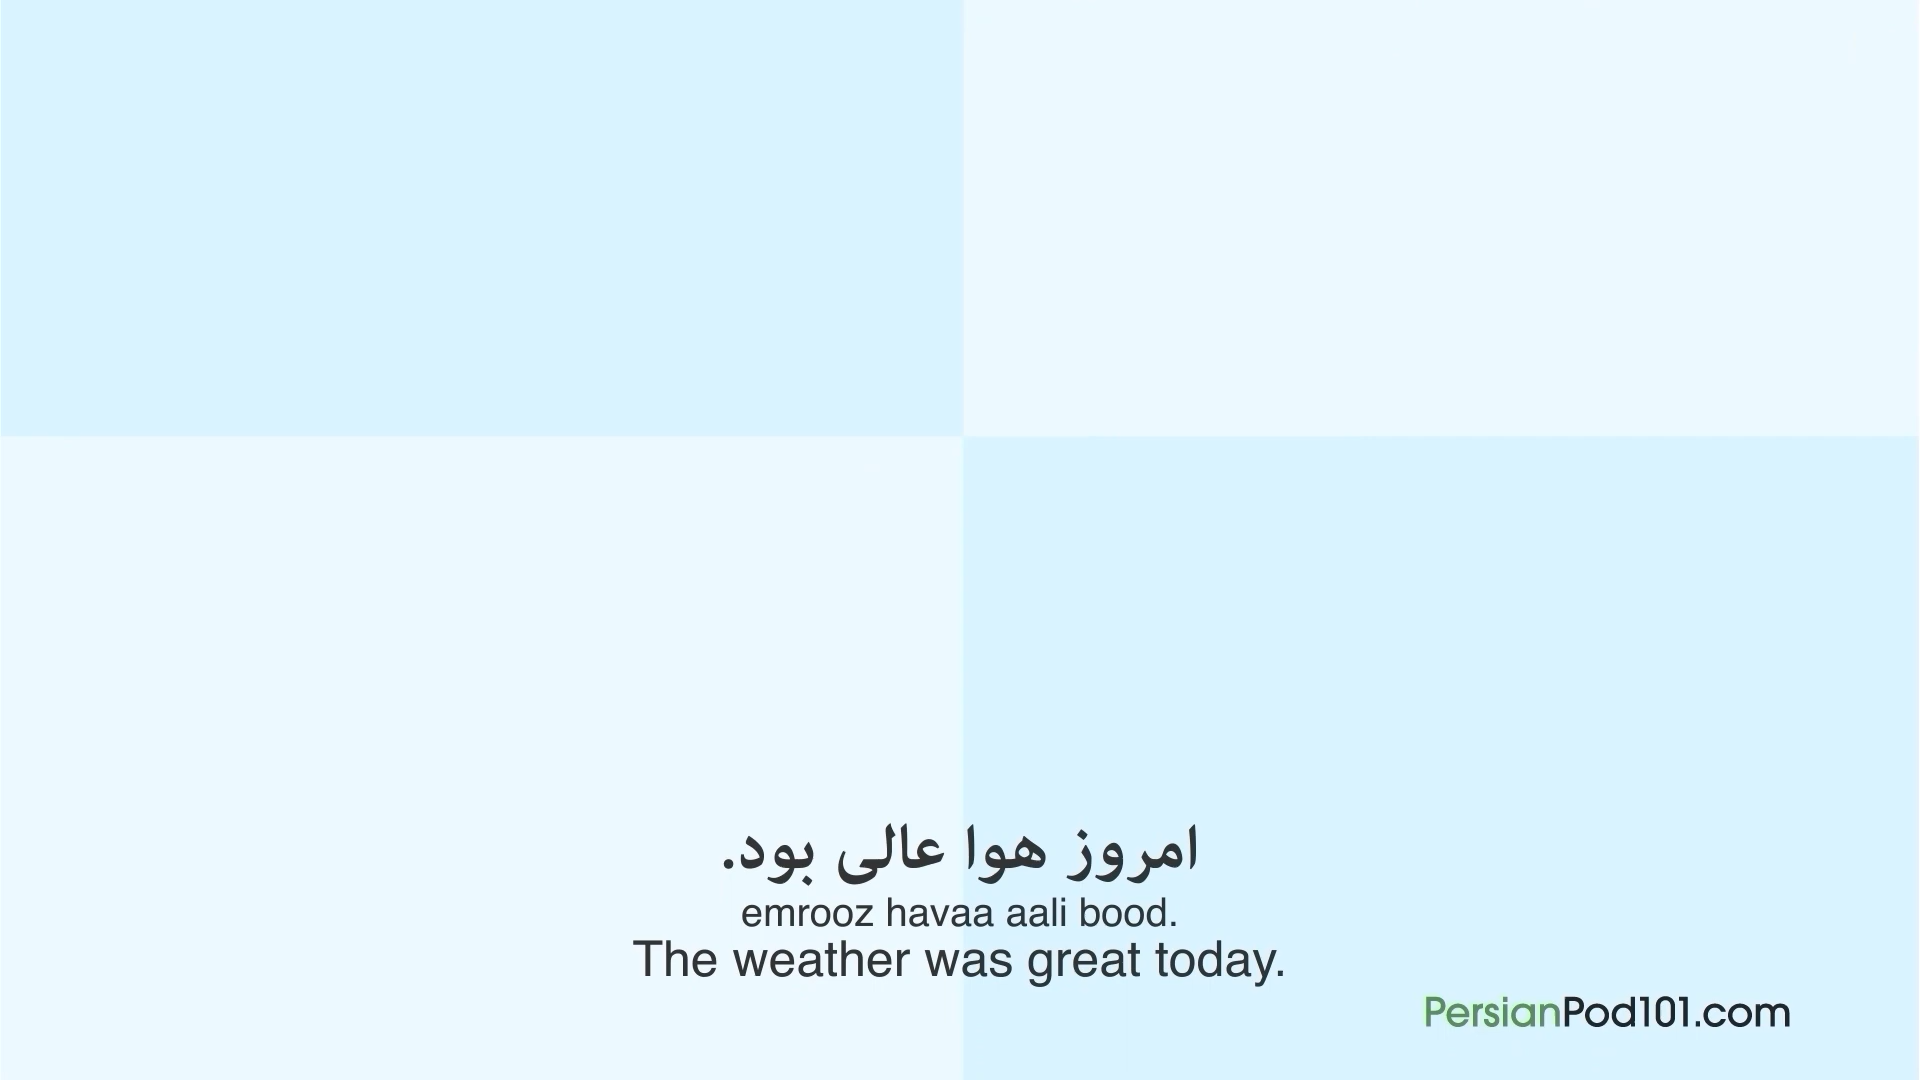 امروز هوا عالی بود.
emrooz havaa aali bood.
The weather was great today.
PersianPod101.com